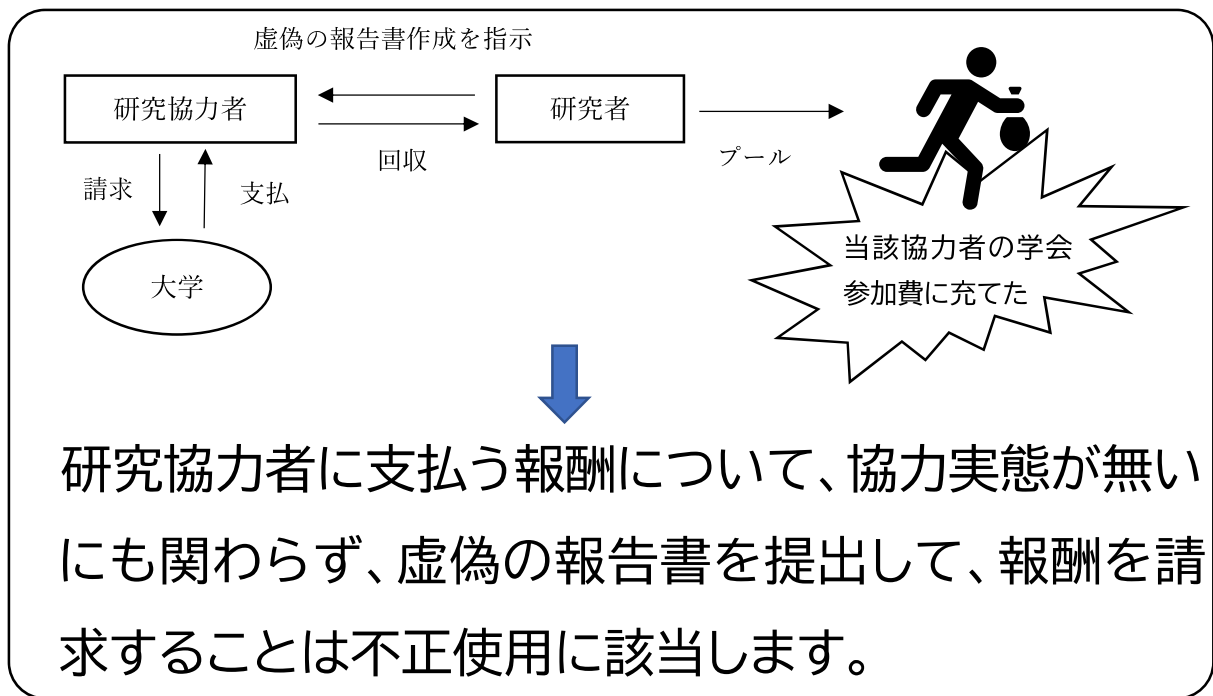 虚偽の報告書作成を指示
研究協力者
研究者
回収
プール
請求
支払
大学
当該協力者の学会
参加費に充てた
研究協力者に支払う報酬について、協力実態が無い
にも関わらず、虚偽の報告書を提出して、報酬を請
求することは不正使用に該当します。